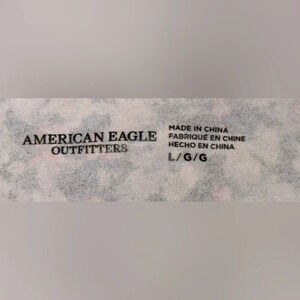 AMERICAN EAGLE
OUTFITTERS
MADE IN CHINA
FABRIQUÉ EN CHINE
HECHO EN CHINA
L/G/G